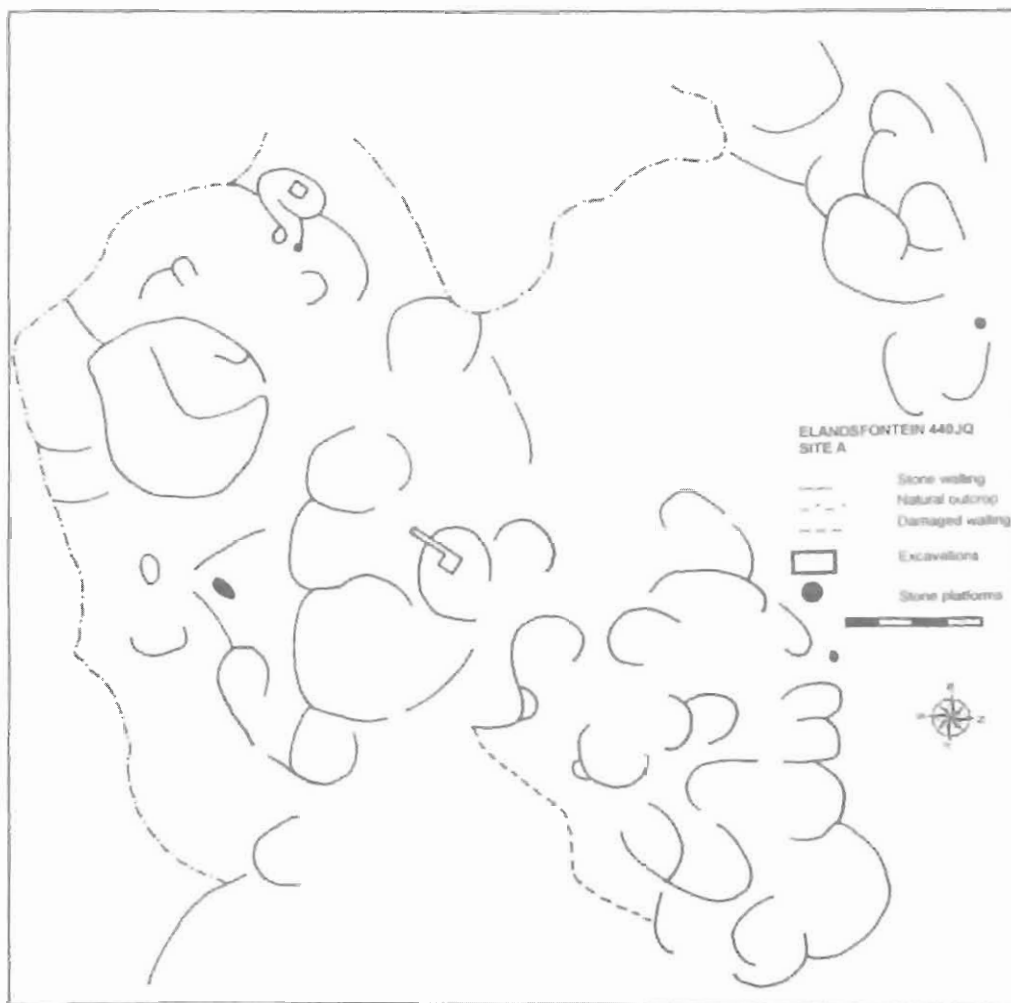 ELANDSFONTEIN 440JQ
SITE A
Stone walling
Natural outcrop
Damaged walling
Excavations
Stone platforms